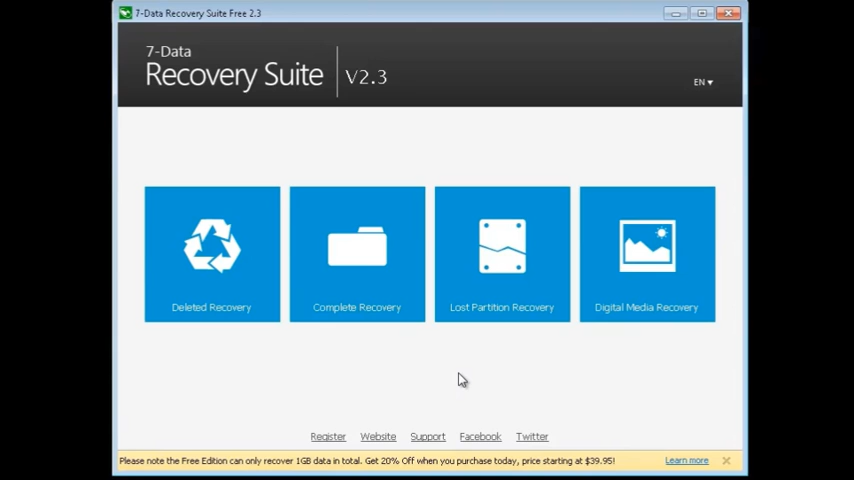 7-Data Recovery Suite Free 2.3
7-Data
Recovery Suite V2.3
EN▼
Deleted Recovery
Complete Recovery
Lost Partition Recovery
Digital Media Recovery
Register Website Support Facebook Twitter
Please note the Free Edition can only recover 1GB data in total. Get 20% Off when you purchase today, price starting at $39.95! Learn more